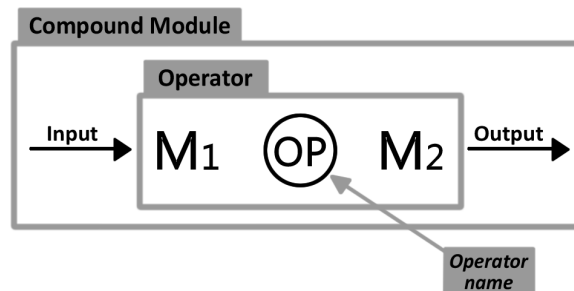 Compound Module
Operator
Input
M1
OP
M2
Output
Operator
name